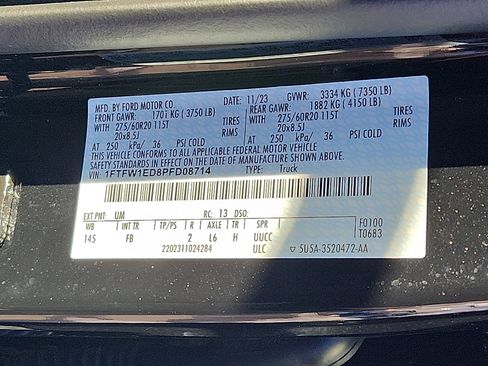 MFD. BY FORD MOTOR CO.
11/23 GVWR: 3334 KG ( 7350 LB)
FRONT GAWR: 1701 KG ( 3750 LB)
REAR GAWR: 1882 KG ( 4150 LB)
WITH 275/60R20 115T TIRES
WITH 275/60R20 115T TIRES
20x8.5J RIMS
20x8.5J RIMS
AT 250 kPa/ 36 PSI COLD
AT 250 kPa/ 36 PSI COLD
THIS VEHICLE CONFORMS TO ALL APPLICABLE FEDERAL MOTOR VEHICLE
SAFETY STANDARDS IN EFFECT ON THE DATE OF MANUFACTURE SHOWN ABOVE.
VIN: 1FTFW1ED8PFD08714
TYPE: Truck
EXT PNT: UM RC: 13 DSO:
WB INT TR TP/PS R AXLE TR SPR
145 FB 2 L6 H UUCC
2202311024284 ULC
F0100
T0683
5U5A-3520472-AA